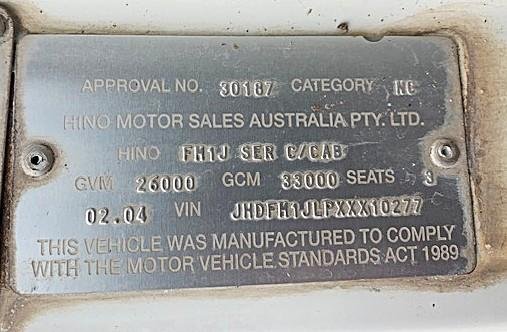 APPROVAL NO. 30187 CATEGORY NC
HINO MOTOR SALES AUSTRALIA PTY. LTD.
HINO FH1J SER C/CAB
GVM 26000 GCM 33000 SEATS 3
02.04 VIN JHDFH1JLPXXX10277
THIS VEHICLE WAS MANUFACTURED TO COMPLY
WITH THE MOTOR VEHICLE STANDARDS ACT 1989